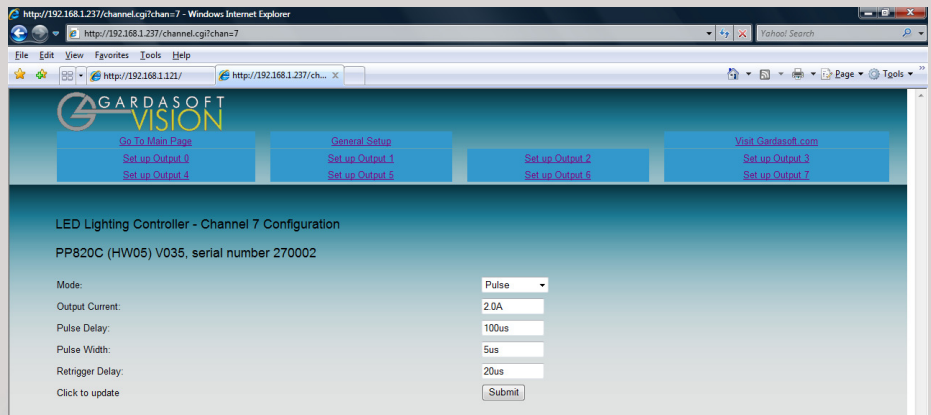 http://192.168.1.237/channel.cgi?chan=7 - Windows Internet Explorer
http://192.168.1.237/channel.cgi?chan=7
Yahoo! Search
File Edit View Favorites Tools Help
http://192.168.1.121/
http://192.168.1.237/ch...
Page Tools
GARDASOFT
VISION
Go To Main Page General Setup Visit Gardasoft.com
Set up Output 0 Set up Output 1 Set up Output 2 Set up Output 3
Set up Output 4 Set up Output 5 Set up Output 6 Set up Output 7
LED Lighting Controller - Channel 7 Configuration
PP820C (HW05) V035, serial number 270002
Mode: Pulse
Output Current: 2.0A
Pulse Delay: 100us
Pulse Width: 5us
Retrigger Delay: 20us
Click to update Submit